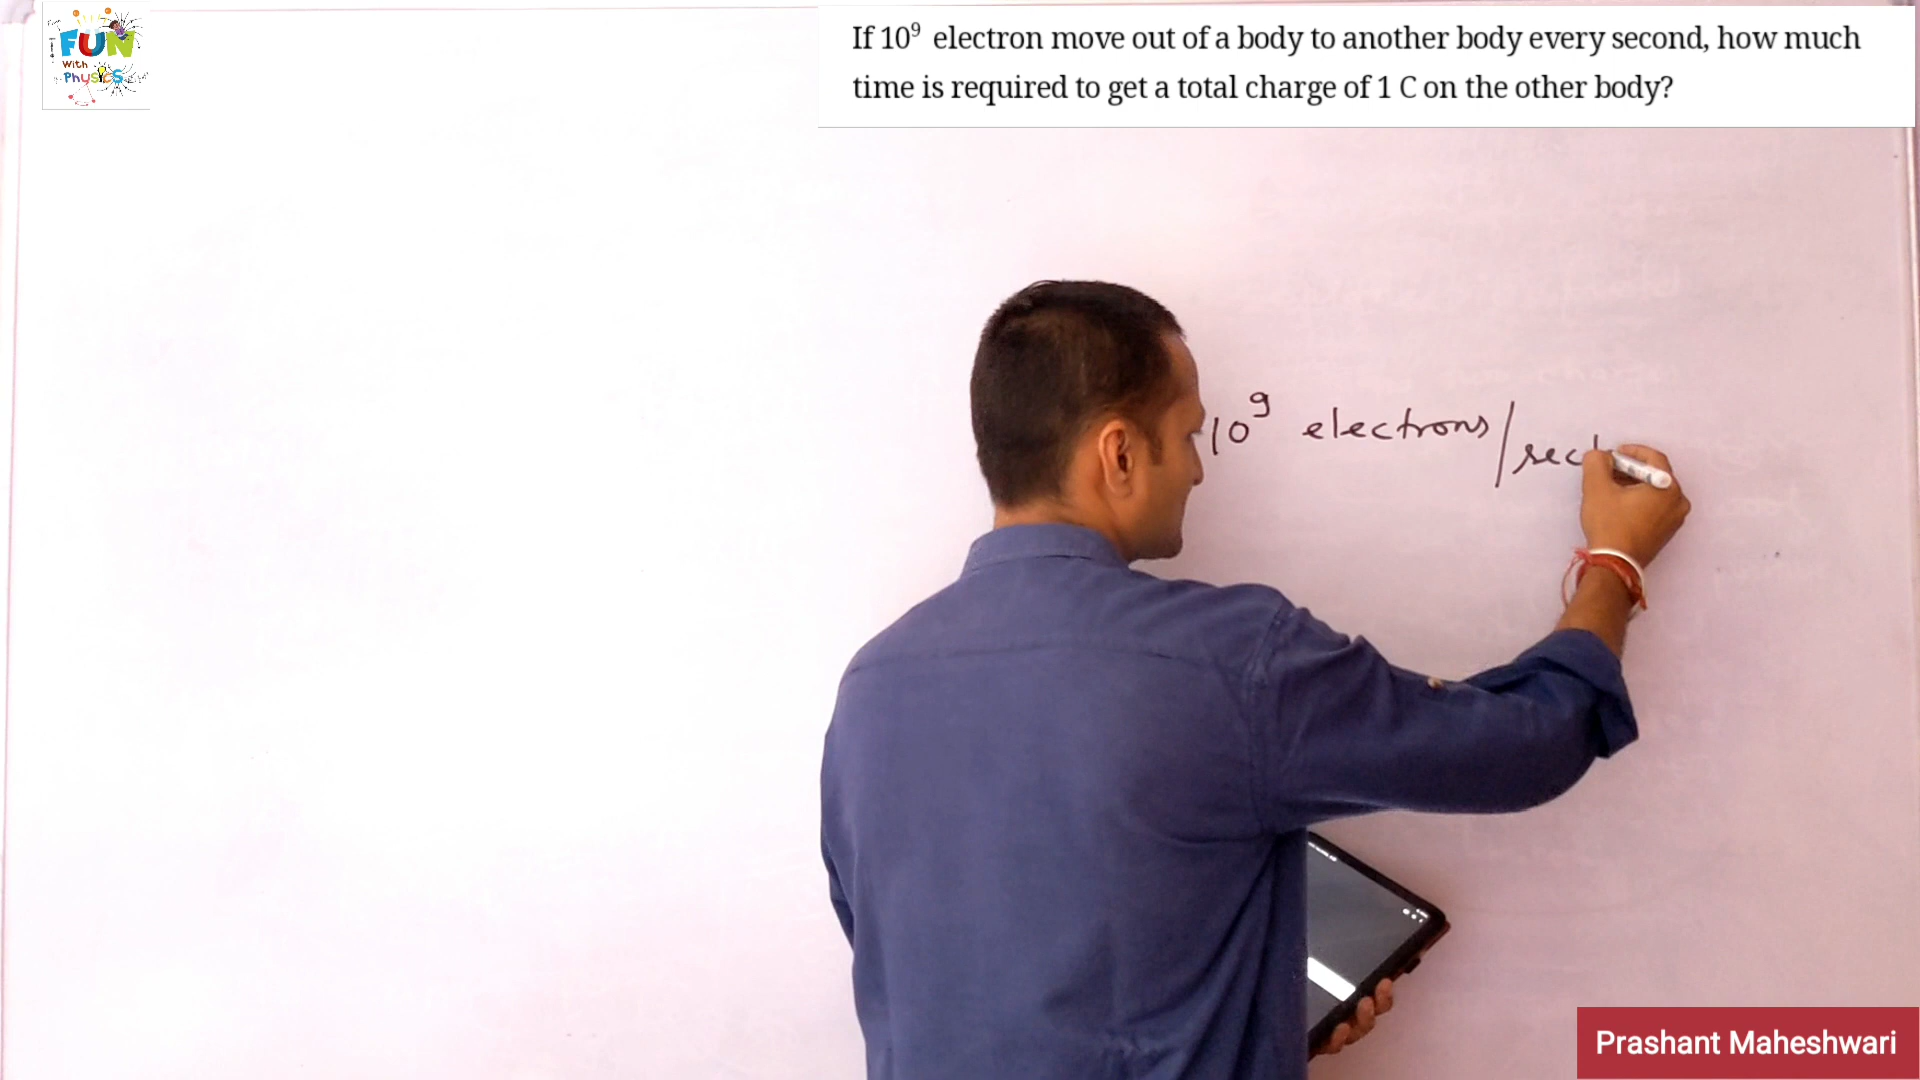 FUN
With
Physics
If 10⁹ electron move out of a body to another body every second, how much
time is required to get a total charge of 1 C on the other body?
10⁹ electrons/sec
Prashant Maheshwari